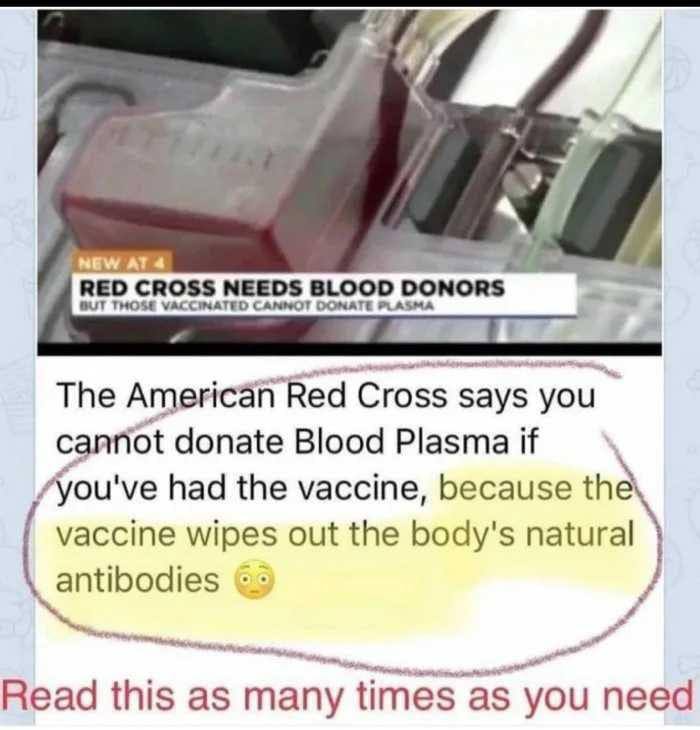 NEW AT 4
RED CROSS NEEDS BLOOD DONORS
BUT THOSE VACCINATED CANNOT DONATE PLASMA
The American Red Cross says you
cannot donate Blood Plasma if
you've had the vaccine, because the
vaccine wipes out the body's natural
antibodies 😳
Read this as many times as you need